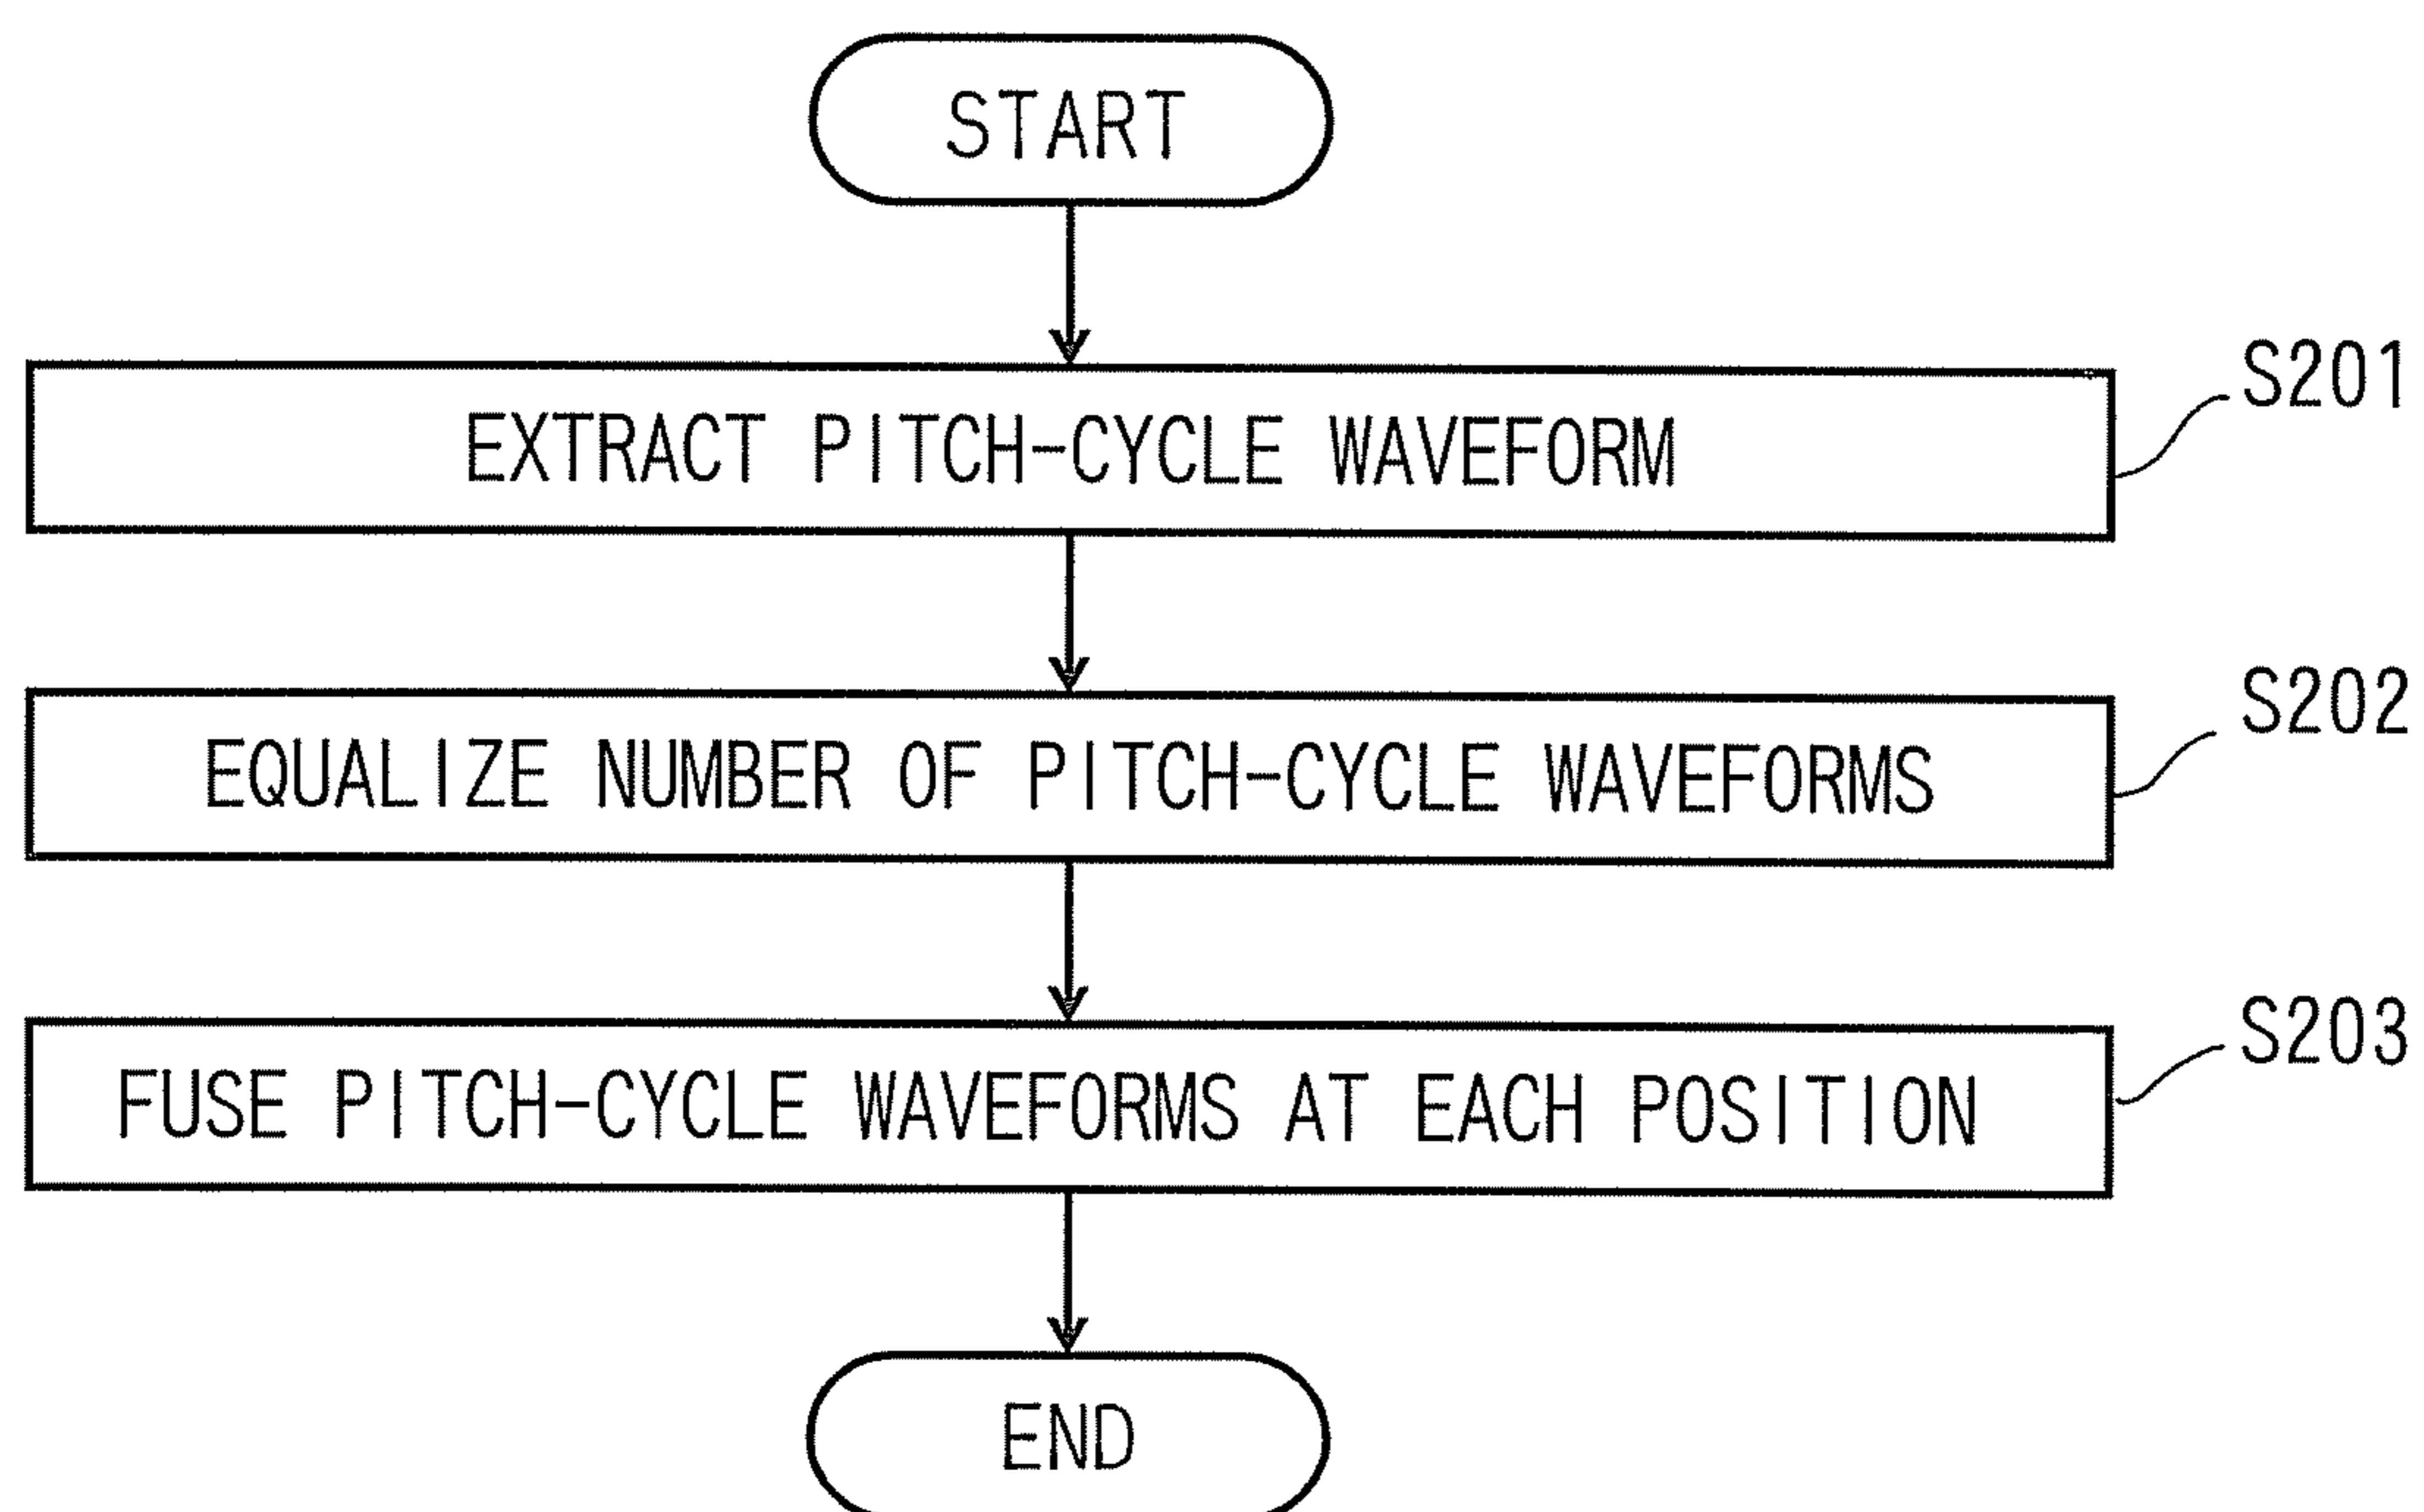 START
EXTRACT PITCH-CYCLE WAVEFORM
S201
EQUALIZE NUMBER OF PITCH-CYCLE WAVEFORMS
S202
FUSE PITCH-CYCLE WAVEFORMS AT EACH POSITION
S203
END